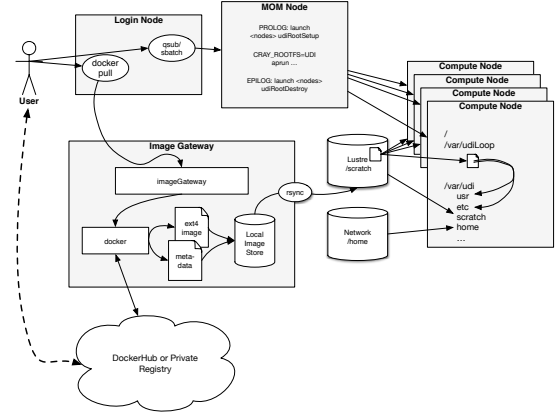 Login Node
qsub/
sbatch
docker
pull
User
MOM Node
PROLOG: launch
<nodes> udiRootSetup
CRAY_ROOTFS=UDI
aprun ...
EPILOG: launch <nodes>
udiRootDestroy
Compute Node
Compute Node
Compute Node
Compute Node
/
/var/udiLoop
/var/udi
usr
etc
scratch
home
...
Image Gateway
imageGateway
docker
ext4
image
meta-
data
Local
Image
Store
rsync
Lustre
/scratch
Network
/home
DockerHub or Private
Registry